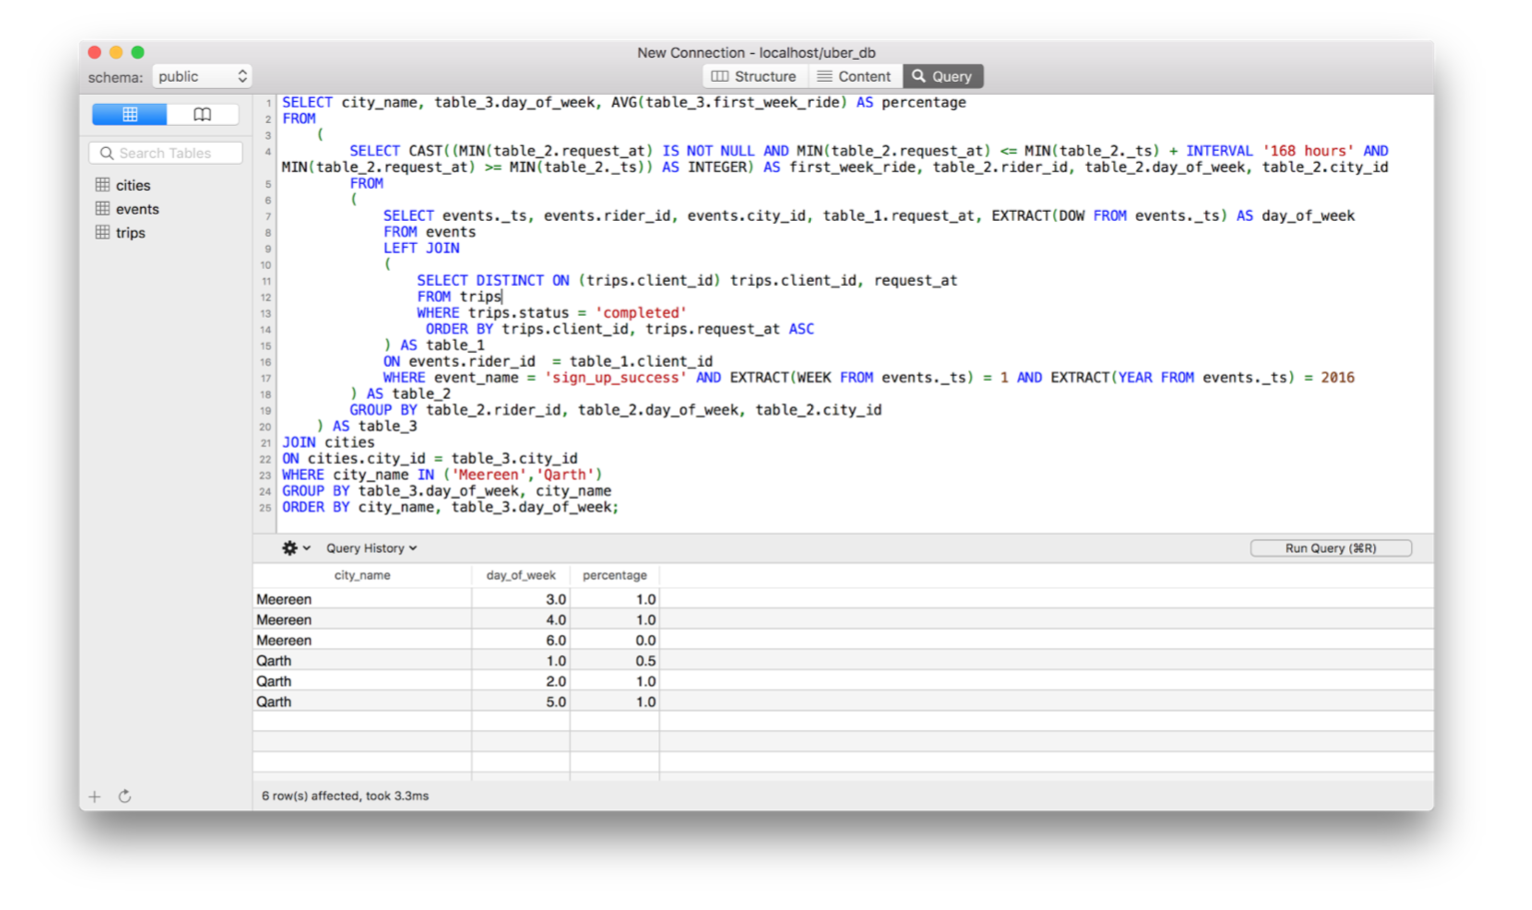 New Connection - localhost/uber_db
schema: public
Structure Content Query
Search Tables
cities
events
trips
1 SELECT city_name, table_3.day_of_week, AVG(table_3.first_week_ride) AS percentage
2 FROM
3 (
4 SELECT CAST((MIN(table_2.request_at) IS NOT NULL AND MIN(table_2.request_at) <= MIN(table_2._ts) + INTERVAL '168 hours' AND
MIN(table_2.request_at) >= MIN(table_2._ts)) AS INTEGER) AS first_week_ride, table_2.rider_id, table_2.day_of_week, table_2.city_id
5 FROM
6 (
7 SELECT events._ts, events.rider_id, events.city_id, table_1.request_at, EXTRACT(DOW FROM events._ts) AS day_of_week
8 FROM events
9 LEFT JOIN
10 (
11 SELECT DISTINCT ON (trips.client_id) trips.client_id, request_at
12 FROM trips
13 WHERE trips.status = 'completed'
14 ORDER BY trips.client_id, trips.request_at ASC
15 ) AS table_1
16 ON events.rider_id = table_1.client_id
17 WHERE event_name = 'sign_up_success' AND EXTRACT(WEEK FROM events._ts) = 1 AND EXTRACT(YEAR FROM events._ts) = 2016
18 ) AS table_2
19 GROUP BY table_2.rider_id, table_2.day_of_week, table_2.city_id
20 ) AS table_3
21 JOIN cities
22 ON cities.city_id = table_3.city_id
23 WHERE city_name IN ('Meereen','Qarth')
24 GROUP BY table_3.day_of_week, city_name
25 ORDER BY city_name, table_3.day_of_week;
Query History Run Query (⌘R)
city_name day_of_week percentage
Meereen 3.0 1.0
Meereen 4.0 1.0
Meereen 6.0 0.0
Qarth 1.0 0.5
Qarth 2.0 1.0
Qarth 5.0 1.0
6 row(s) affected, took 3.3ms